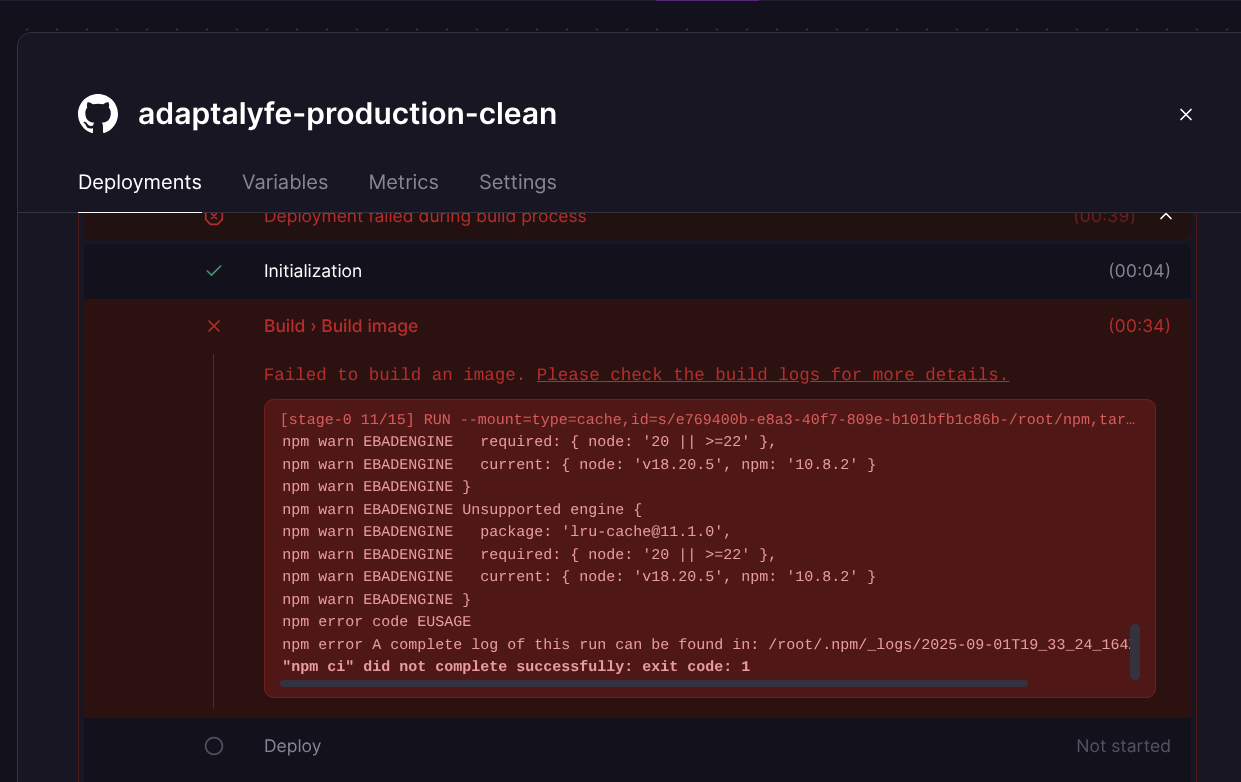 adaptalyfe-production-clean
Deployments Variables Metrics Settings
Deployment failed during build process (00:39)
Initialization (00:04)
Build › Build image (00:34)
Failed to build an image. Please check the build logs for more details.
[stage-0 11/15] RUN --mount=type=cache,id=s/e769400b-e8a3-40f7-809e-b101bfb1c86b-/root/npm,tar…
npm warn EBADENGINE   required: { node: '20 || >=22' },
npm warn EBADENGINE   current: { node: 'v18.20.5', npm: '10.8.2' }
npm warn EBADENGINE }
npm warn EBADENGINE Unsupported engine {
npm warn EBADENGINE   package: 'lru-cache@11.1.0',
npm warn EBADENGINE   required: { node: '20 || >=22' },
npm warn EBADENGINE   current: { node: 'v18.20.5', npm: '10.8.2' }
npm warn EBADENGINE }
npm error code EUSAGE
npm error A complete log of this run can be found in: /root/.npm/_logs/2025-09-01T19_33_24_164
"npm ci" did not complete successfully: exit code: 1
Deploy Not started